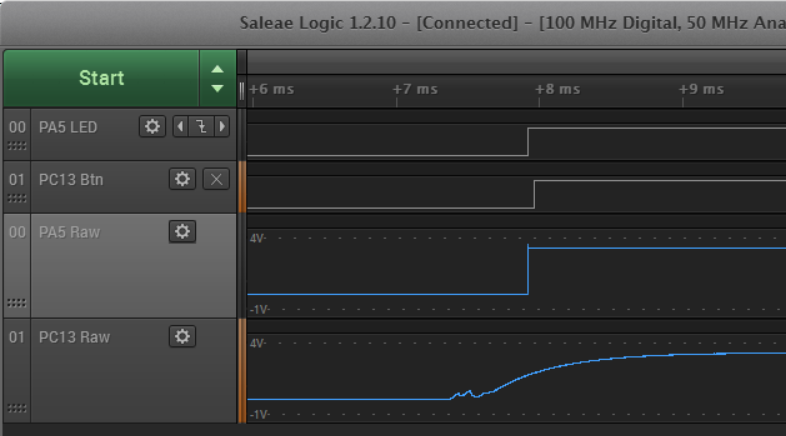 Saleae Logic 1.2.10 - [Connected] - [100 MHz Digital, 50 MHz Ana
Start
+6 ms +7 ms +8 ms +9 ms
00 PA5 LED
01 PC13 Btn
00 PA5 Raw
4V
-1V
01 PC13 Raw
4V
-1V